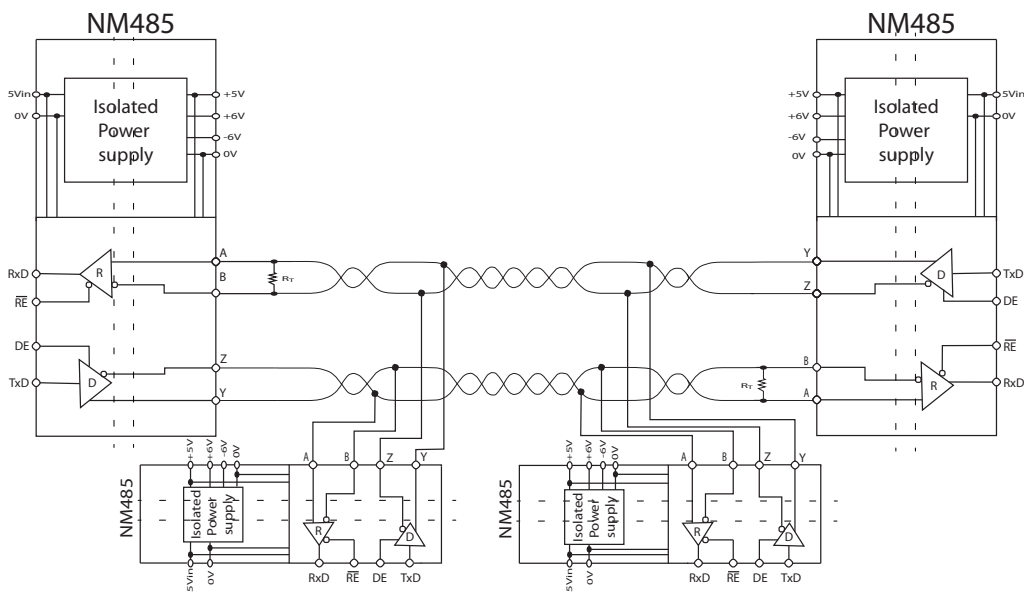 NM485
NM485
5Vin
0V
Isolated
Power
supply
+5V
+6V
-6V
0V
+5V
+6V
-6V
0V
Isolated
Power
supply
5Vin
0V
RxD
RE
R
A
B
RT
Y
Z
D
TxD
DE
DE
TxD
D
Z
Y
RT
B
A
R
RE
RxD
NM485
+5V
+6V
-6V
0V
Isolated
Power
supply
5Vin
0V
A
B
Z
Y
R
D
RxD
RE
DE
TxD
NM485
+5V
+6V
-6V
0V
Isolated
Power
supply
5Vin
0V
A
B
Z
Y
R
D
RxD
RE
DE
TxD